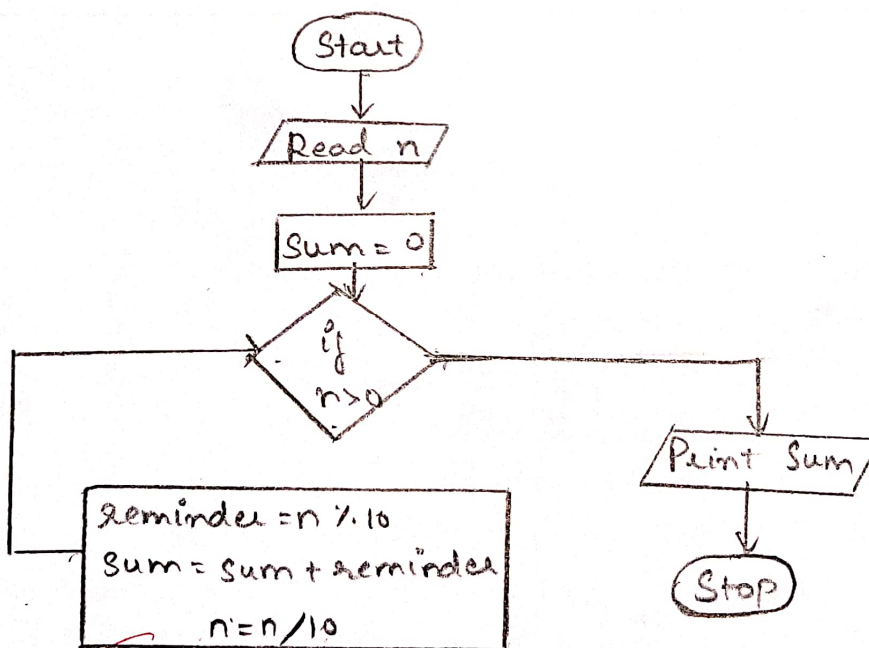 Start
Read n
Sum = 0
if
n>0
reminder = n % 10
Sum = sum + reminder
n = n/10
Print Sum
Stop